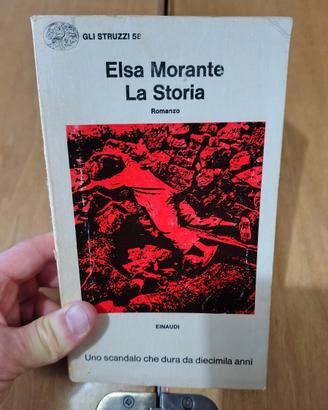 GLI STRUZZI 58
Elsa Morante
La Storia
Romanzo
EINAUDI
Uno scandalo che dura da diecimila anni